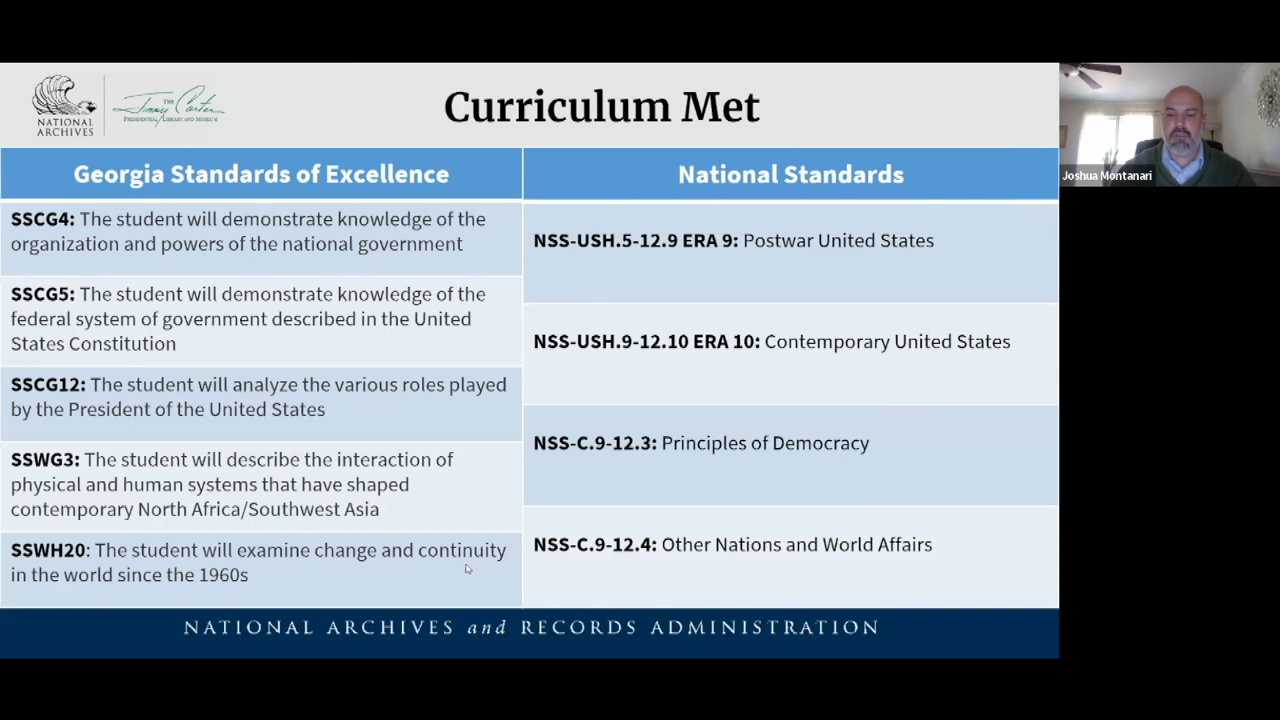 NATIONAL
ARCHIVES
THE
Jimmy Carter
PRESIDENTIAL LIBRARY AND MUSEUM
Curriculum Met
Georgia Standards of Excellence
SSCG4: The student will demonstrate knowledge of the
organization and powers of the national government
SSCG5: The student will demonstrate knowledge of the
federal system of government described in the United
States Constitution
SSCG12: The student will analyze the various roles played
by the President of the United States
SSWG3: The student will describe the interaction of
physical and human systems that have shaped
contemporary North Africa/Southwest Asia
SSWH20: The student will examine change and continuity
in the world since the 1960s
National Standards
NSS-USH.5-12.9 ERA 9: Postwar United States
NSS-USH.9-12.10 ERA 10: Contemporary United States
NSS-C.9-12.3: Principles of Democracy
NSS-C.9-12.4: Other Nations and World Affairs
NATIONAL ARCHIVES and RECORDS ADMINISTRATION
Joshua Montanari